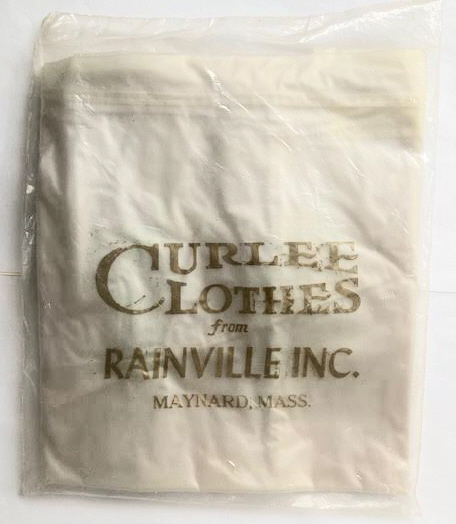 CURLEE
CLOTHES
from
RAINVILLE INC.
MAYNARD, MASS.